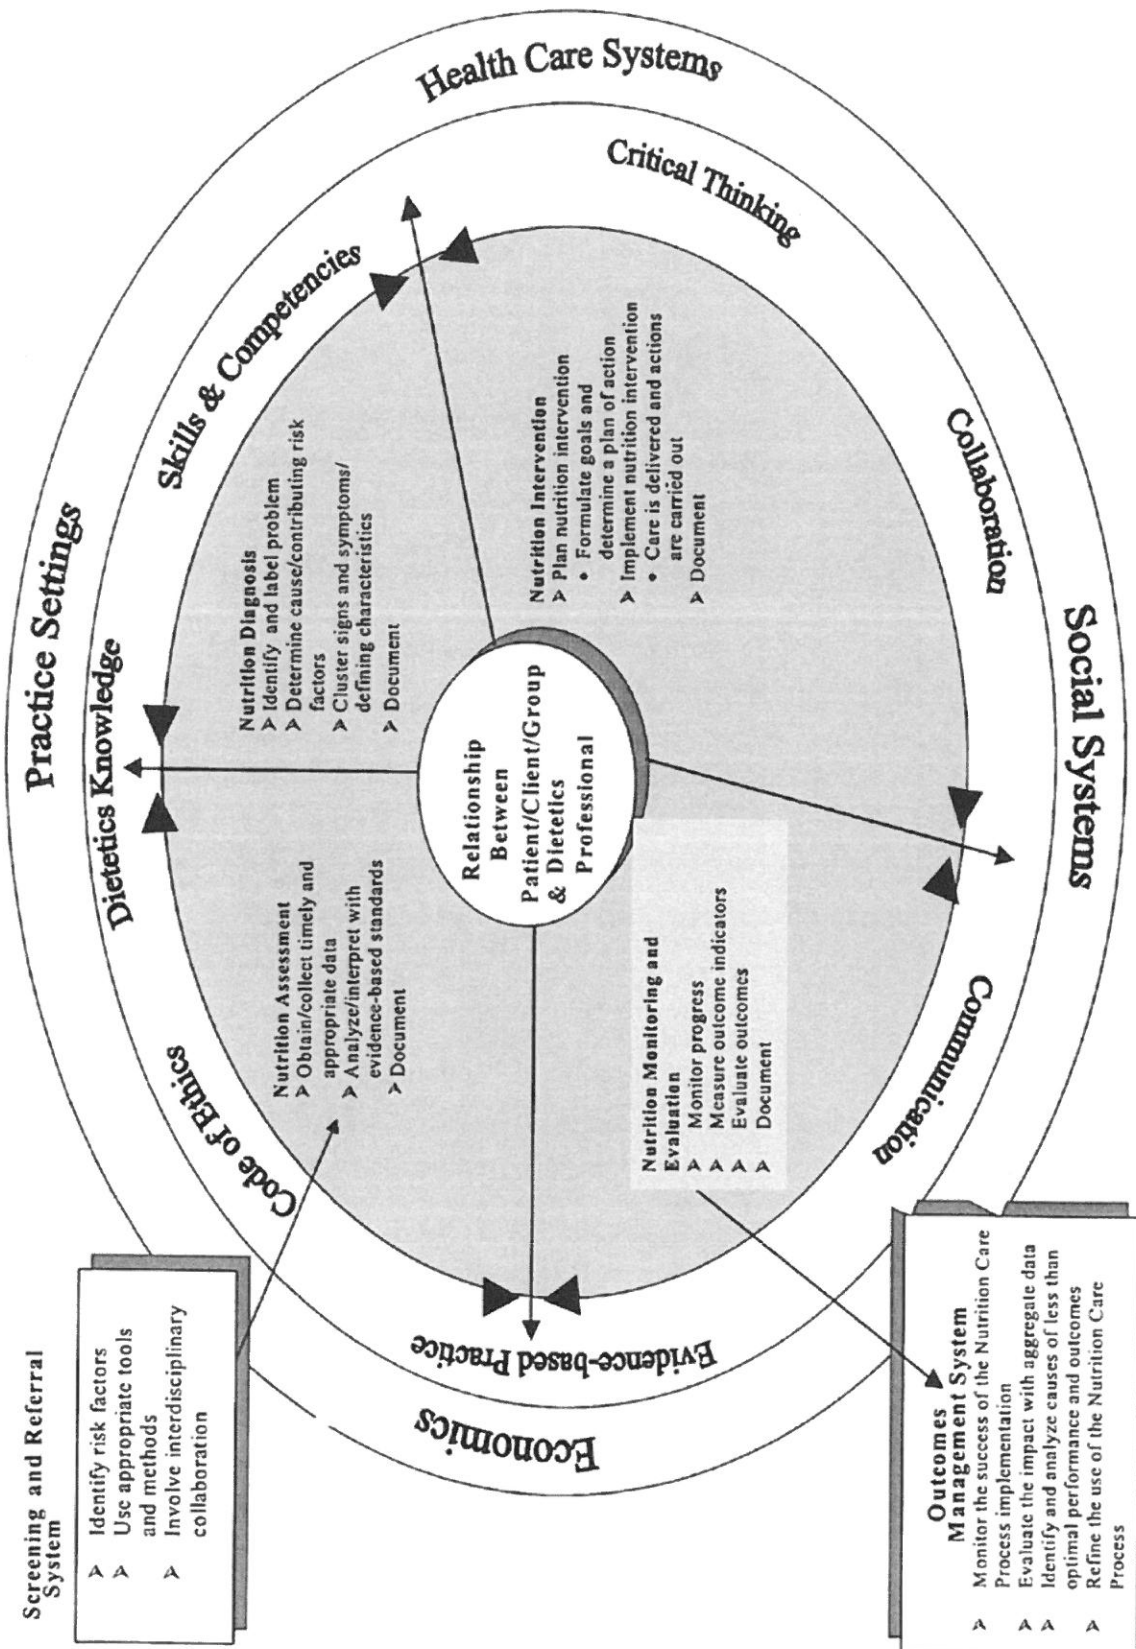 Screening and Referral
System
➢ Identify risk factors
➢ Use appropriate tools
and methods
➢ Involve interdisciplinary
collaboration
Practice Settings
Health Care Systems
Social Systems
Economics
Dietetics Knowledge
Skills & Competencies
Critical Thinking
Collaboration
Communication
Evidence-based Practice
Code of Ethics
Nutrition Assessment
➢ Obtain/collect timely and
appropriate data
➢ Analyze/interpret with
evidence-based standards
➢ Document
Nutrition Diagnosis
➢ Identify and label problem
➢ Determine cause/contributing risk
factors
➢ Cluster signs and symptoms/
defining characteristics
➢ Document
Relationship
Between
Patient/Client/Group
& Dietetics
Professional
Nutrition Intervention
➢ Plan nutrition intervention
• Formulate goals and
determine a plan of action
➢ Implement nutrition intervention
• Care is delivered and actions
are carried out
➢ Document
Nutrition Monitoring and
Evaluation
➢ Monitor progress
➢ Measure outcome indicators
➢ Evaluate outcomes
➢ Document
Outcomes
Management System
➢ Monitor the success of the Nutrition Care
Process implementation
➢ Evaluate the impact with aggregate data
➢ Identify and analyze causes of less than
optimal performance and outcomes
➢ Refine the use of the Nutrition Care
Process